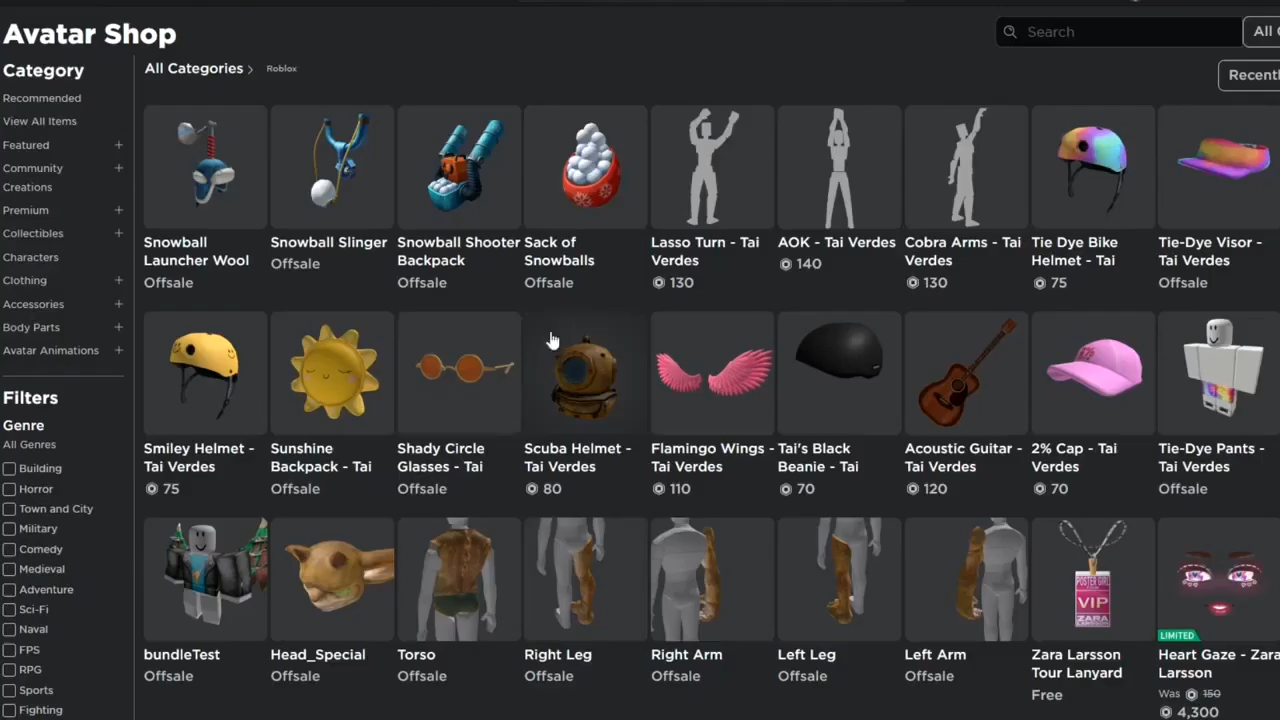 Avatar Shop
Search
All
Category
All Categories
Roblox
Recent
Recommended
View All Items
Featured +
Community +
Creations
Premium +
Collectibles +
Characters
Clothing +
Accessories +
Body Parts +
Avatar Animations +
Filters
Genre
All Genres
Building
Horror
Town and City
Military
Comedy
Medieval
Adventure
Sci-Fi
Naval
FPS
RPG
Sports
Fighting
Snowball
Launcher Wool
Offsale
Snowball Slinger
Offsale
Snowball Shooter
Backpack
Offsale
Sack of
Snowballs
Offsale
Lasso Turn - Tai
Verdes
130
AOK - Tai Verdes
140
Cobra Arms - Tai
Verdes
130
Tie Dye Bike
Helmet - Tai
75
Tie-Dye Visor -
Tai Verdes
Offsale
Smiley Helmet -
Tai Verdes
75
Sunshine
Backpack - Tai
Offsale
Shady Circle
Glasses - Tai
Offsale
Scuba Helmet -
Tai Verdes
80
Flamingo Wings -
Tai Verdes
110
Tai's Black
Beanie - Tai
70
Acoustic Guitar -
Tai Verdes
120
2% Cap - Tai
Verdes
70
Tie-Dye Pants -
Tai Verdes
Offsale
bundleTest
Offsale
Head_Special
Offsale
Torso
Offsale
Right Leg
Offsale
Right Arm
Offsale
Left Leg
Offsale
Left Arm
Offsale
POSTER GIRL
VIP
ZARA
LARSSON
Zara Larsson
Tour Lanyard
Free
LIMITED
Heart Gaze - Zara
Larsson
Was 150
4,300